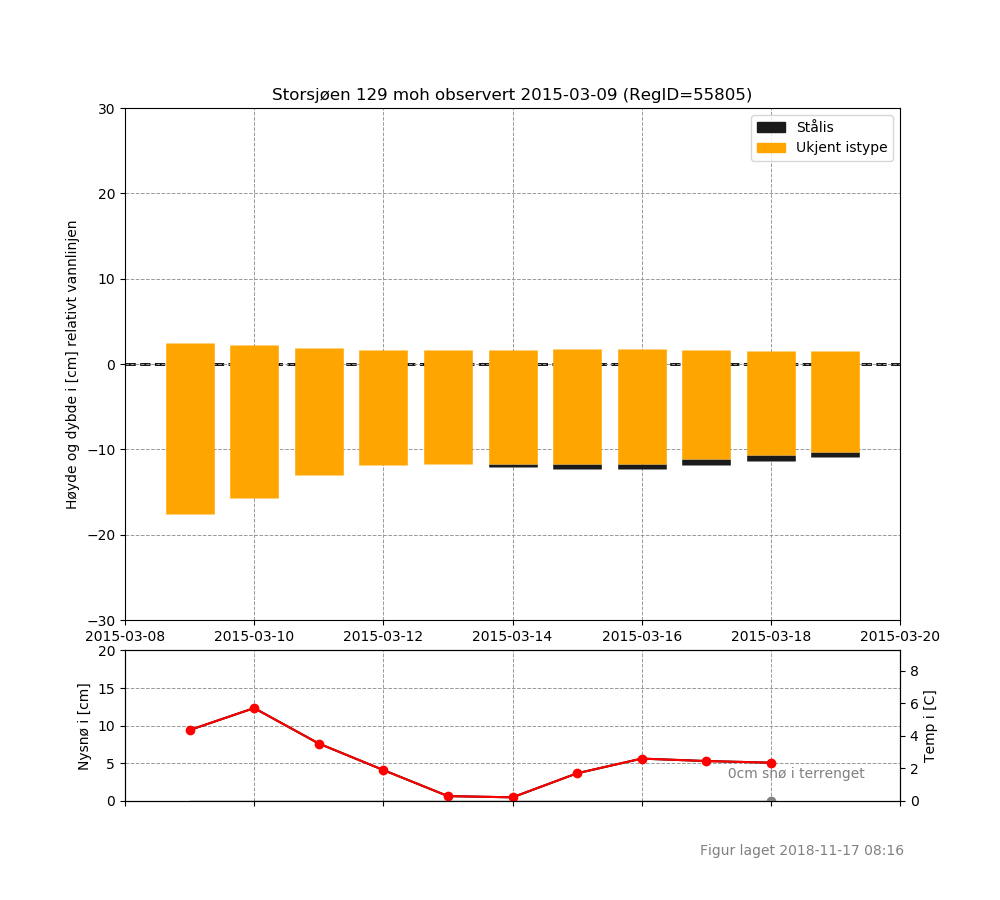 Storsjøen 129 moh observert 2015-03-09 (RegID=55805)
Stålis
Ukjent istype
Høyde og dybde i [cm] relativt vannlinjen
30
20
10
0
−10
−20
−30
2015-03-08 2015-03-10 2015-03-12 2015-03-14 2015-03-16 2015-03-18 2015-03-20
Nysnø i [cm]
20
15
10
5
0
8
6
4
2
0
Temp i [C]
0cm snø i terrenget
Figur laget 2018-11-17 08:16